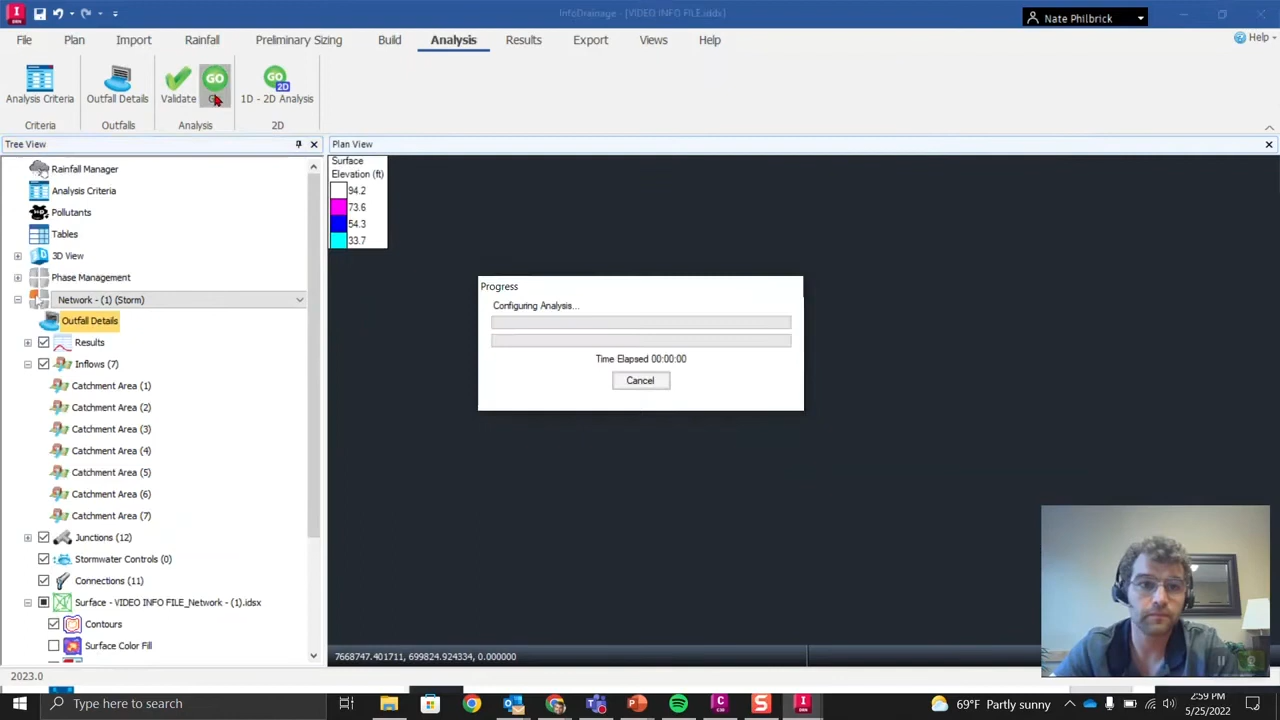 InfoDrainage - [VIDEO INFO FILE.iddx]
Nate Philbrick
File Plan Import Rainfall Preliminary Sizing Build Analysis Results Export Views Help
Help
Analysis Criteria
Outfall Details
Validate
1D - 2D Analysis
Criteria
Outfalls
Analysis
2D
Tree View
Plan View
Rainfall Manager
Analysis Criteria
Pollutants
Tables
3D View
Phase Management
Network - (1) (Storm)
Outfall Details
Results
Inflows (7)
Catchment Area (1)
Catchment Area (2)
Catchment Area (3)
Catchment Area (4)
Catchment Area (5)
Catchment Area (6)
Catchment Area (7)
Junctions (12)
Stormwater Controls (0)
Connections (11)
Surface - VIDEO INFO FILE_Network - (1).idsx
Contours
Surface Color Fill
Surface
Elevation (ft)
94.2
73.6
54.3
33.7
Progress
Configuring Analysis...
Time Elapsed 00:00:00
Cancel
7668747.401711, 699824.924334, 0.000000
2023.0
Type here to search
69°F Partly sunny
2:59 PM
5/25/2022